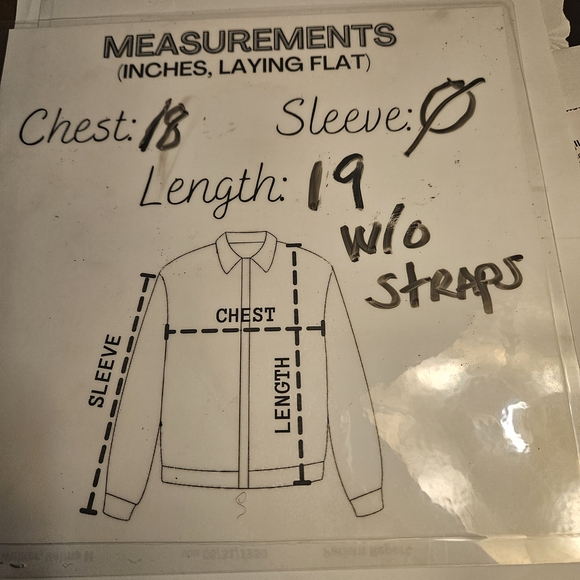 MEASUREMENTS
(INCHES, LAYING FLAT)
Chest: 18 Sleeve: Ø
Length: 19
W/o
STRAPS
CHEST
SLEEVE
LENGTH